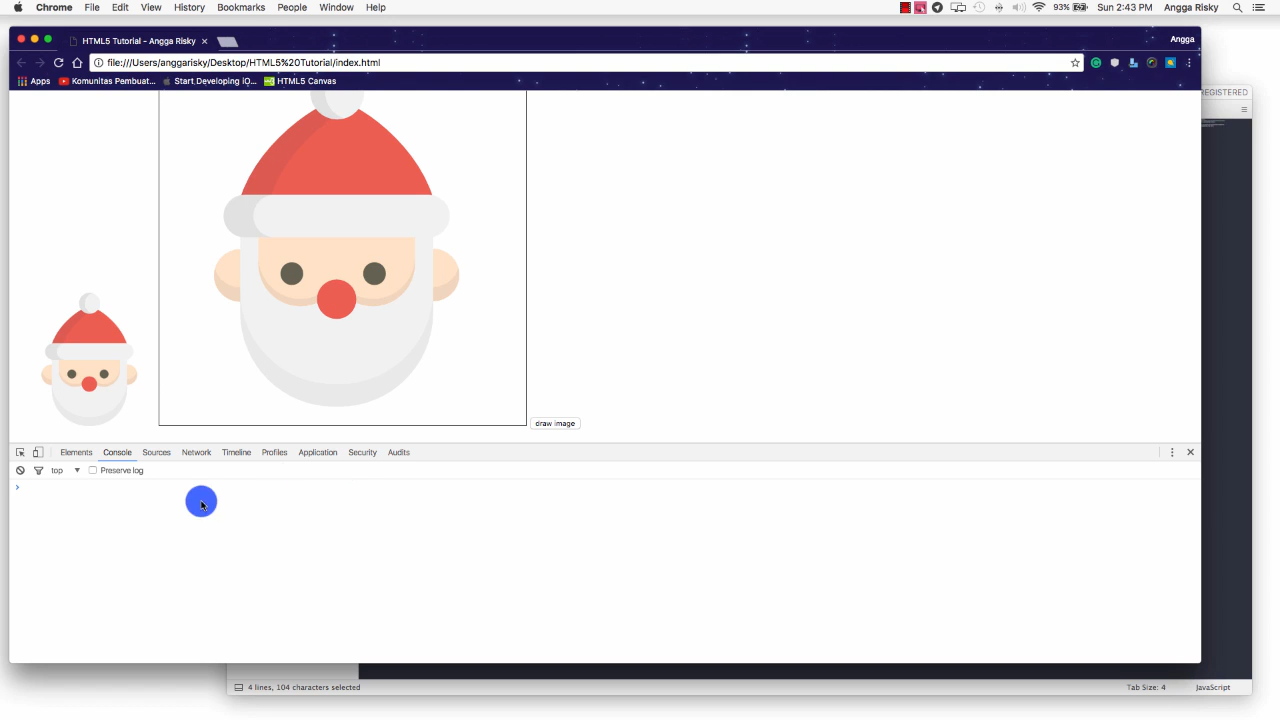 Chrome File Edit View History Bookmarks People Window Help 93% Sun 2:43 PM Angga Risky
HTML5 Tutorial - Angga Risky Angga
file:///Users/anggarisky/Desktop/HTML5%20Tutorial/index.html
Apps Komunitas Pembuat... Start Developing iO... HTML5 Canvas
EGISTERED
draw image
Elements Console Sources Network Timeline Profiles Application Security Audits
top Preserve log
4 lines, 104 characters selected Tab Size: 4 JavaScript